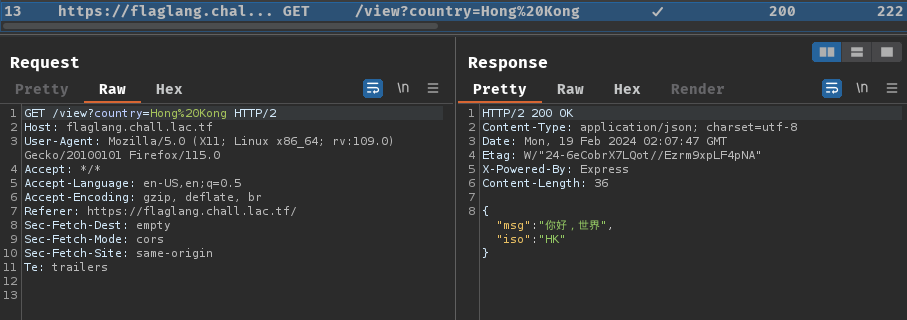 13 https://flaglang.chal... GET /view?country=Hong%20Kong ✓ 200 222
Request
Pretty Raw Hex
\n
1 GET /view?country=Hong%20Kong HTTP/2
2 Host: flaglang.chall.lac.tf
3 User-Agent: Mozilla/5.0 (X11; Linux x86_64; rv:109.0)
Gecko/20100101 Firefox/115.0
4 Accept: */*
5 Accept-Language: en-US,en;q=0.5
6 Accept-Encoding: gzip, deflate, br
7 Referer: https://flaglang.chall.lac.tf/
8 Sec-Fetch-Dest: empty
9 Sec-Fetch-Mode: cors
10 Sec-Fetch-Site: same-origin
11 Te: trailers
12
13
Response
Pretty Raw Hex Render
\n
1 HTTP/2 200 OK
2 Content-Type: application/json; charset=utf-8
3 Date: Mon, 19 Feb 2024 02:07:47 GMT
4 Etag: W/"24-6eCobrX7LQot//Ezrm9xpLF4pNA"
5 X-Powered-By: Express
6 Content-Length: 36
7
8 {
"msg":"你好，世界",
"iso":"HK"
}